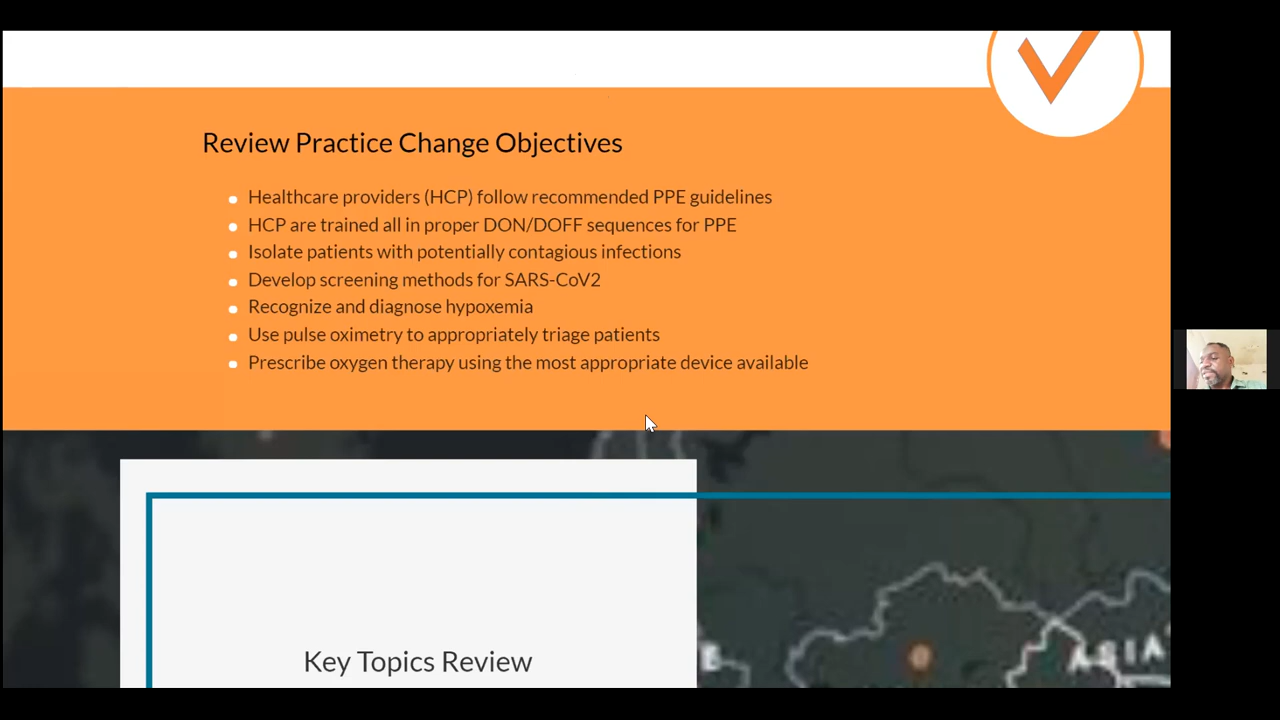 Review Practice Change Objectives
Healthcare providers (HCP) follow recommended PPE guidelines
HCP are trained all in proper DON/DOFF sequences for PPE
Isolate patients with potentially contagious infections
Develop screening methods for SARS-CoV2
Recognize and diagnose hypoxemia
Use pulse oximetry to appropriately triage patients
Prescribe oxygen therapy using the most appropriate device available
ASIA
Key Topics Review